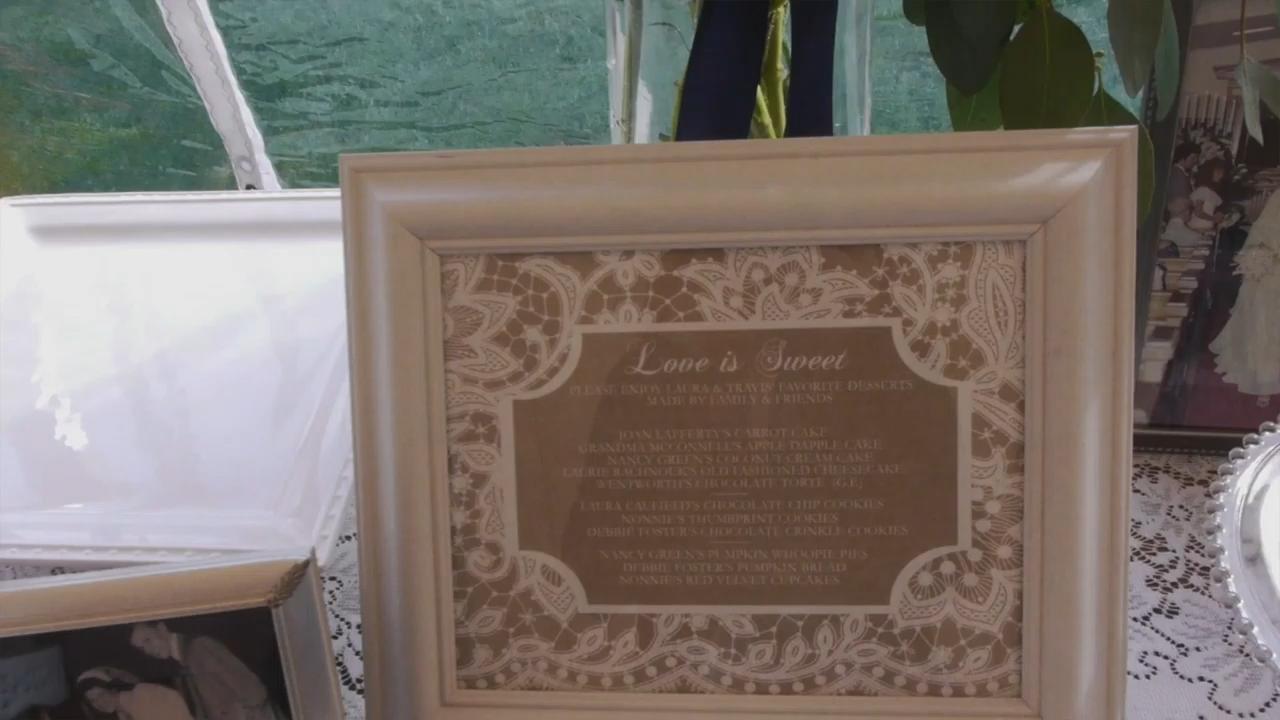 Love is Sweet
PLEASE ENJOY LAURA & TRAVIS' FAVORITE DESSERTS
MADE BY FAMILY & FRIENDS
JOAN LAFFERTY'S CARROT CAKE
GRANDMA MCCONNELL'S APPLE DAPPLE CAKE
NANCY GREEN'S COCONUT CREAM CAKE
LAURIE BACHNOUR'S OLD FASHIONED CHEESECAKE
WENTWORTH'S CHOCOLATE TORTE (G.F.)
LAURA CAUFIELD'S CHOCOLATE CHIP COOKIES
NONNIE'S THUMBPRINT COOKIES
DEBBIE FOSTER'S CHOCOLATE CRINKLE COOKIES
NANCY GREEN'S PUMPKIN WHOOPIE PIES
DEBBIE FOSTER'S PUMPKIN BREAD
NONNIE'S RED VELVET CUPCAKES